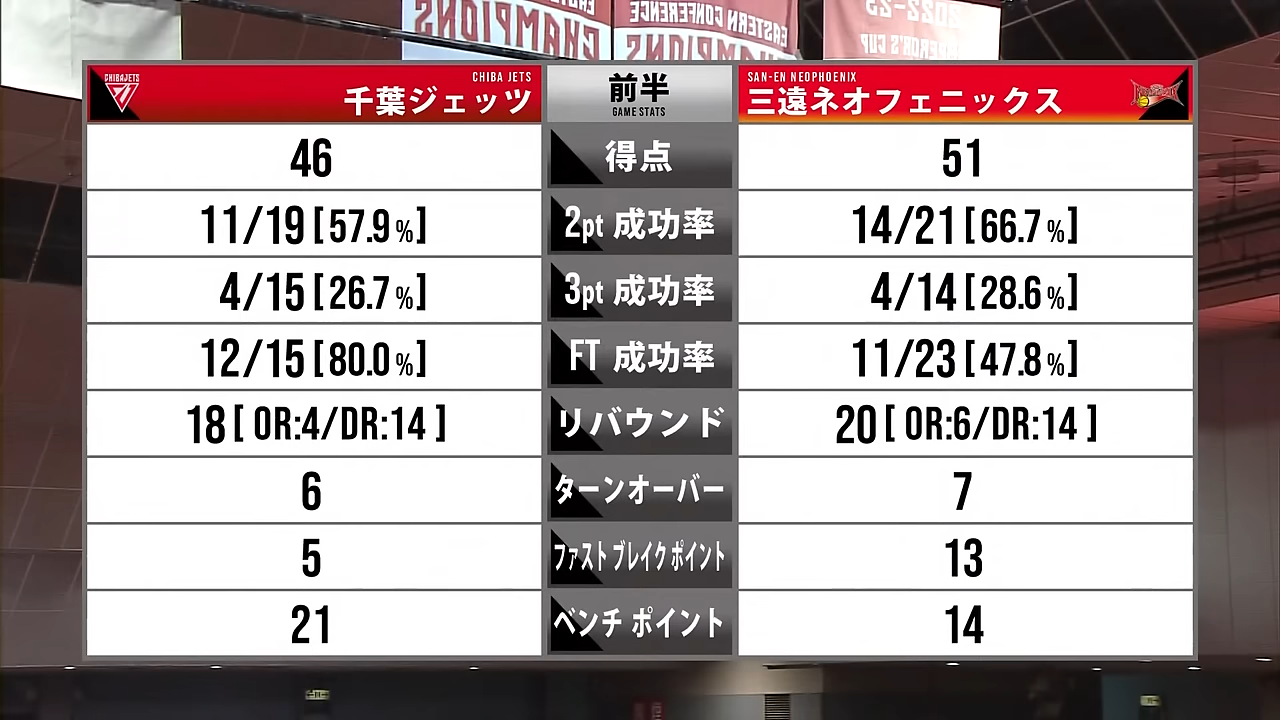 EASTERN CONFERENCE
CHAMPIONS
EASTERN CONFERENCE
CHAMPIONS
2022-23
EMPEROR'S CUP
CHIBAJETS
CHIBA JETS
千葉ジェッツ
前半
GAME STATS
SAN-EN NEOPHOENIX
三遠ネオフェニックス
46 得点 51
11/19 [57.9%] 2pt 成功率 14/21 [66.7%]
4/15 [26.7%] 3pt 成功率 4/14 [28.6%]
12/15 [80.0%] FT 成功率 11/23 [47.8%]
18 [ OR:4/DR:14 ] リバウンド 20 [ OR:6/DR:14 ]
6 ターンオーバー 7
5 ファストブレイクポイント 13
21 ベンチ ポイント 14